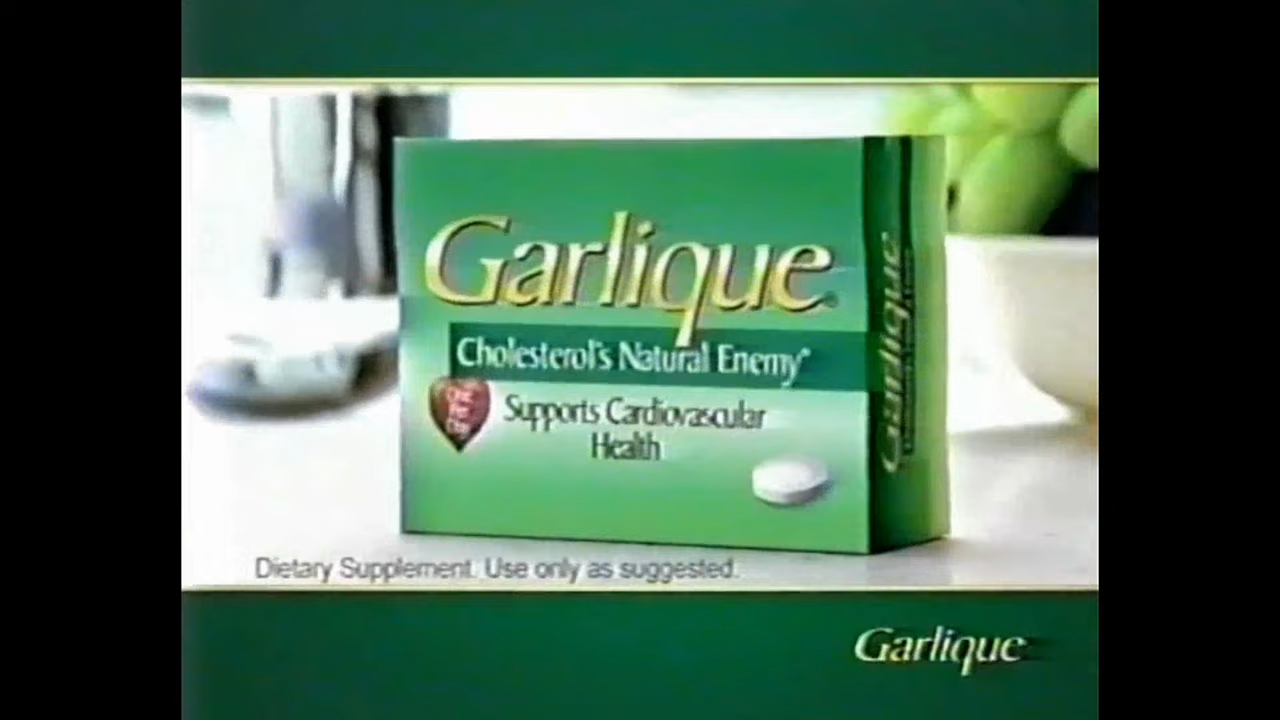 Garlique®
Cholesterol's Natural Enemy*
Supports Cardiovascular
Health
Garlique
Dietary Supplement. Use only as suggested.
Garlique